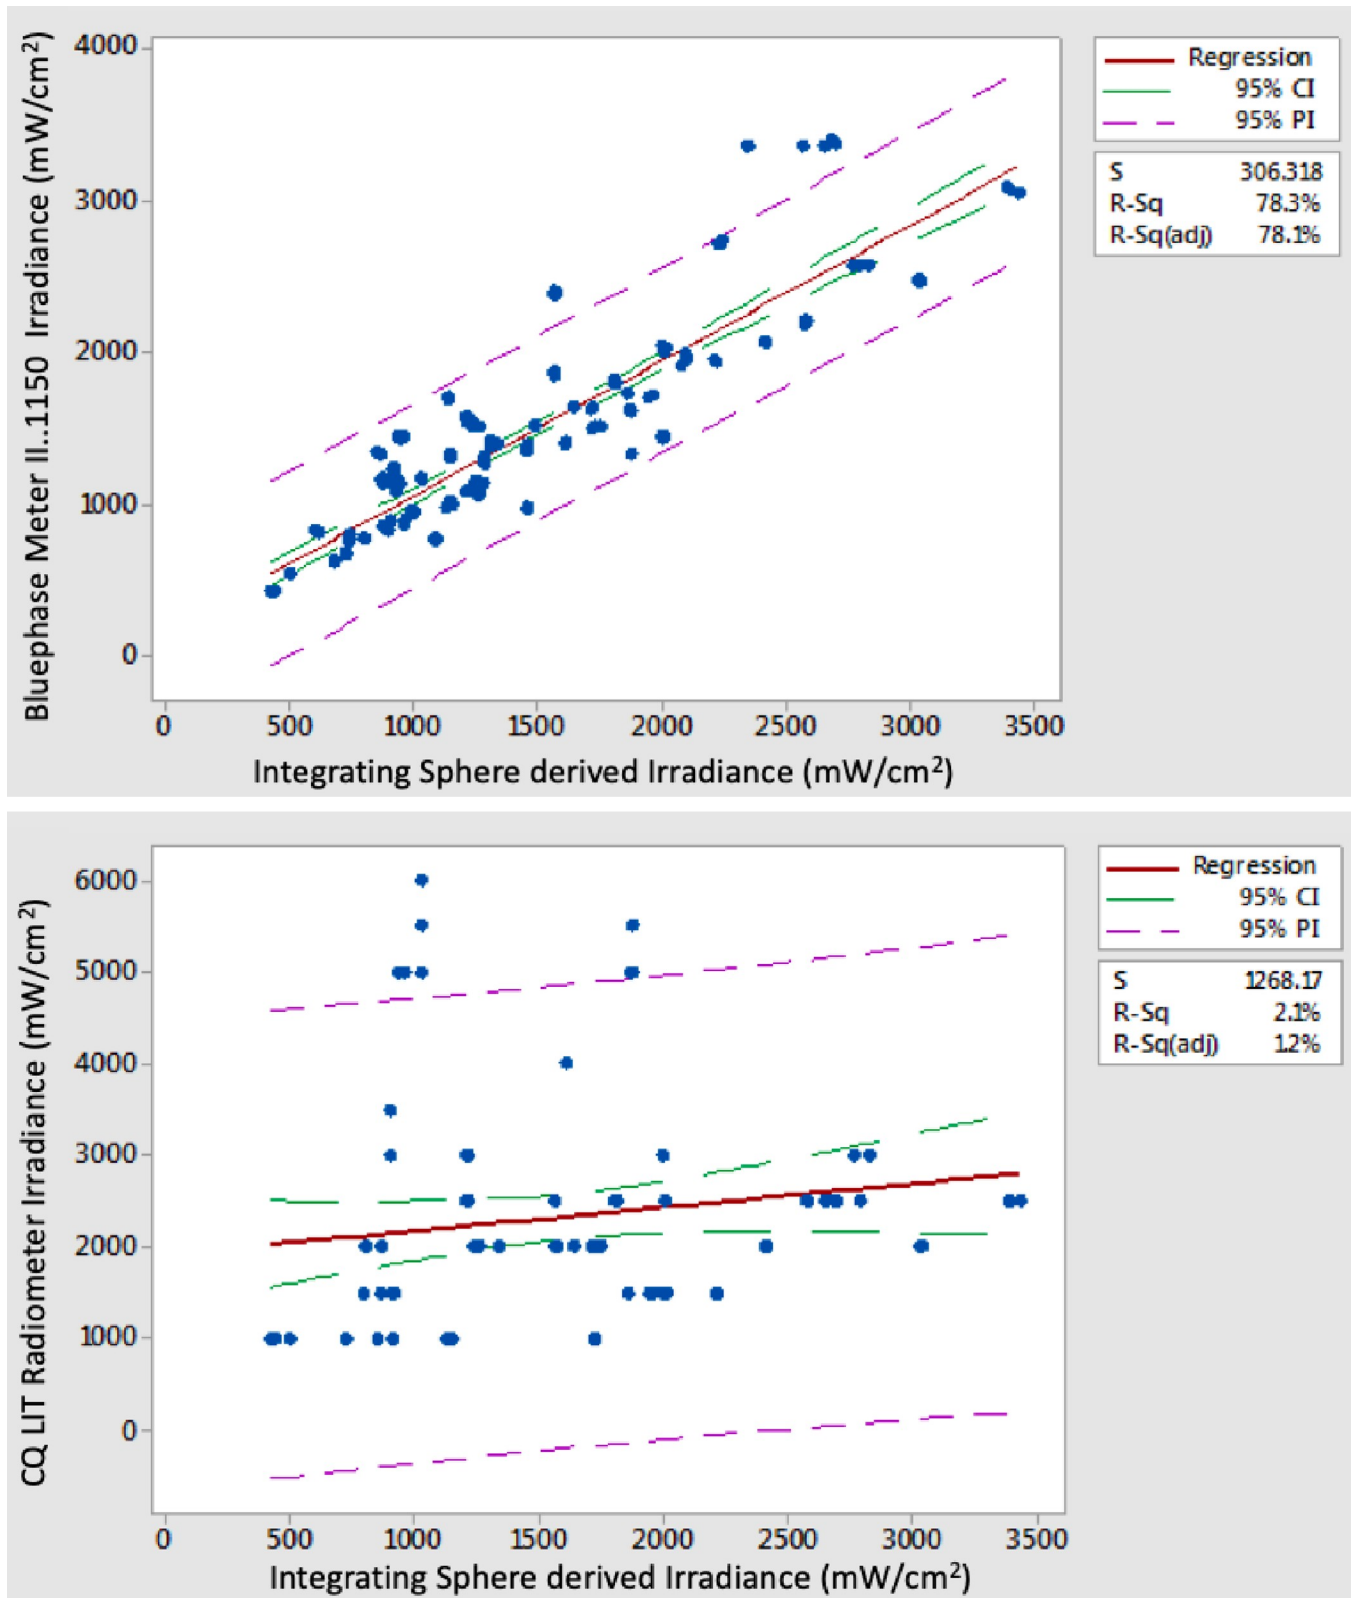 Bluephase Meter II..1150 Irradiance (mW/cm²)
4000
3000
2000
1000
0
0 500 1000 1500 2000 2500 3000 3500
Integrating Sphere derived Irradiance (mW/cm²)
Regression
95% CI
95% PI
S 306.318
R-Sq 78.3%
R-Sq(adj) 78.1%
CQ LIT Radiometer Irradiance (mW/cm²)
6000
5000
4000
3000
2000
1000
0
0 500 1000 1500 2000 2500 3000 3500
Integrating Sphere derived Irradiance (mW/cm²)
Regression
95% CI
95% PI
S 1268.17
R-Sq 2.1%
R-Sq(adj) 1.2%